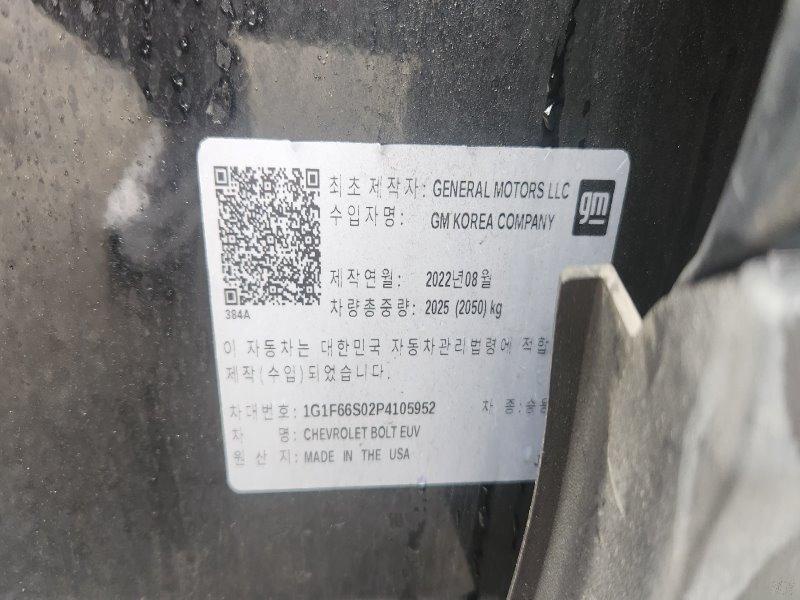 최초 제작자: GENERAL MOTORS LLC
gm
수입자명: GM KOREA COMPANY
제작연월: 2022년08월
차량총중량: 2025 (2050) kg
384A
이 자동차는 대한민국 자동차관리법령에 적합
제작(수입)되었습니다.
차대번호: 1G1F66S02P4105952 차 종:
차 명: CHEVROLET BOLT EUV
원산지: MADE IN THE USA